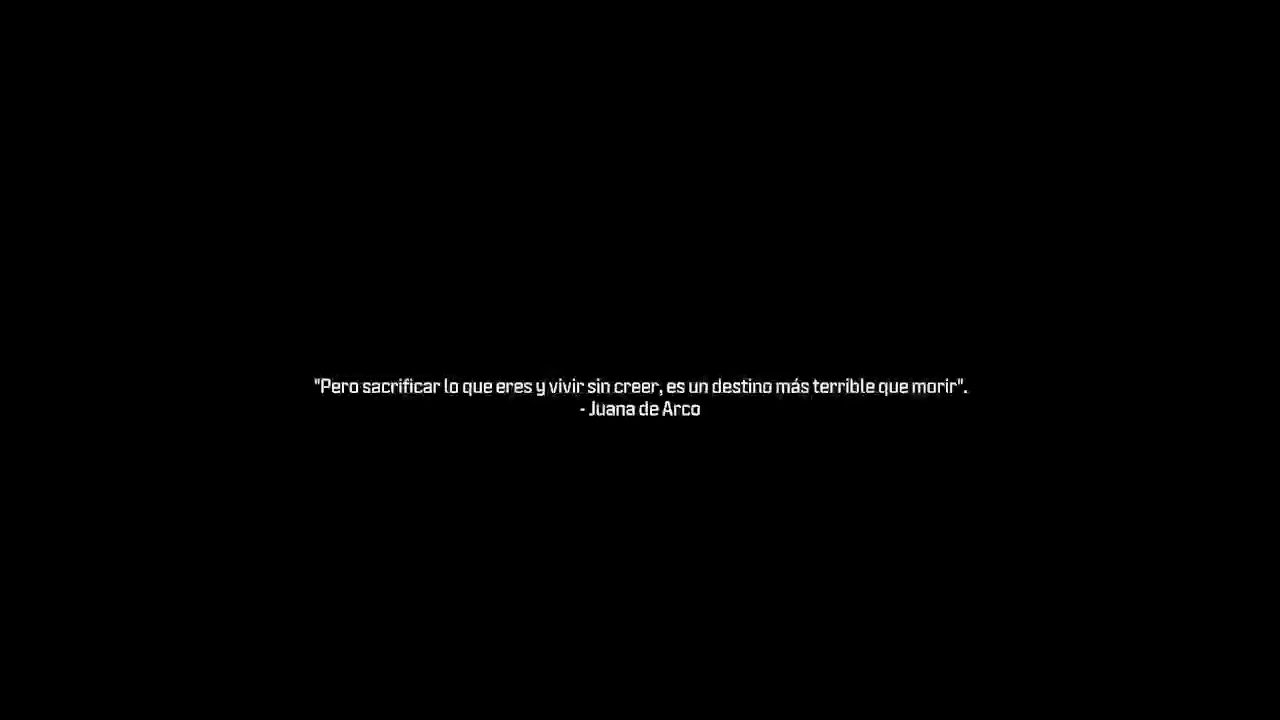 "Pero sacrificar lo que eres y vivir sin creer, es un destino más terrible que morir".
- Juana de Arco